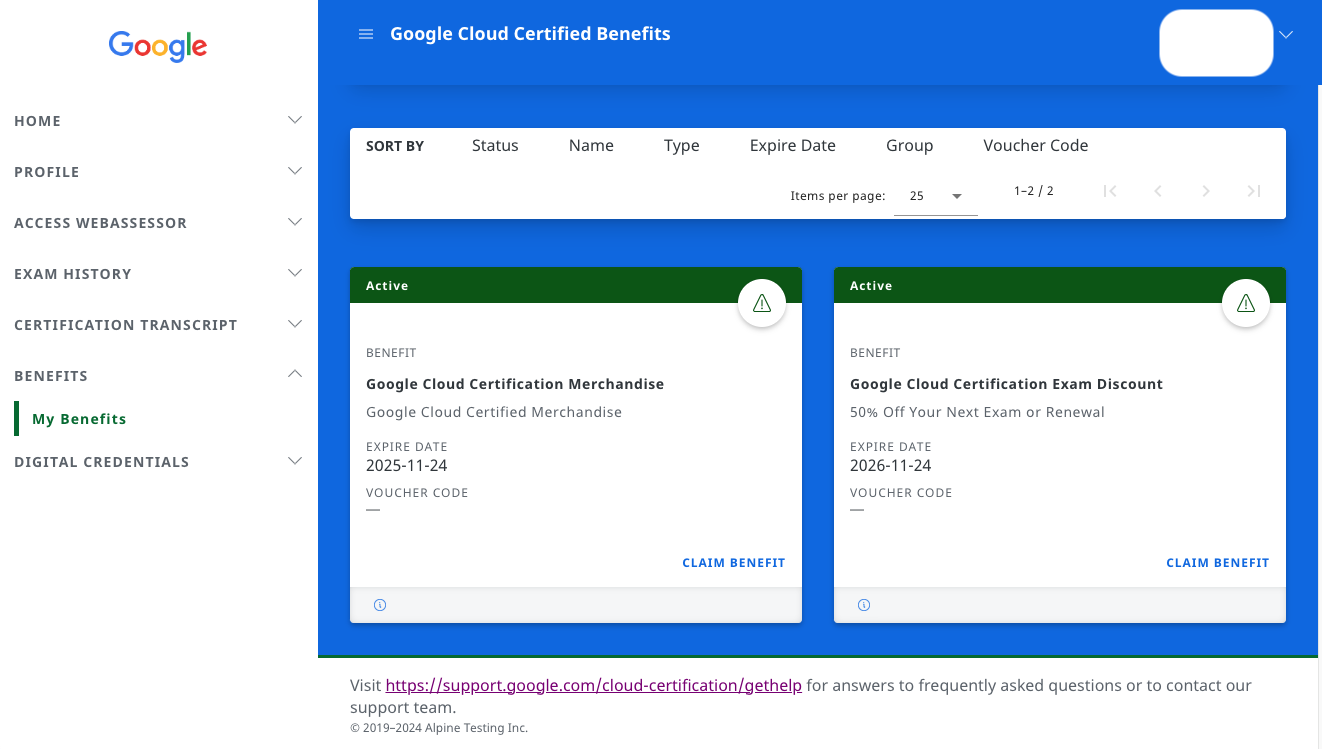 Google
HOME
PROFILE
ACCESS WEBASSESSOR
EXAM HISTORY
CERTIFICATION TRANSCRIPT
BENEFITS
My Benefits
DIGITAL CREDENTIALS
Google Cloud Certified Benefits
SORT BY Status Name Type Expire Date Group Voucher Code
Items per page: 25 1–2 / 2
Active
BENEFIT
Google Cloud Certification Merchandise
Google Cloud Certified Merchandise
EXPIRE DATE
2025-11-24
VOUCHER CODE
—
CLAIM BENEFIT
Active
BENEFIT
Google Cloud Certification Exam Discount
50% Off Your Next Exam or Renewal
EXPIRE DATE
2026-11-24
VOUCHER CODE
—
CLAIM BENEFIT
Visit https://support.google.com/cloud-certification/gethelp for answers to frequently asked questions or to contact our
support team.
© 2019–2024 Alpine Testing Inc.